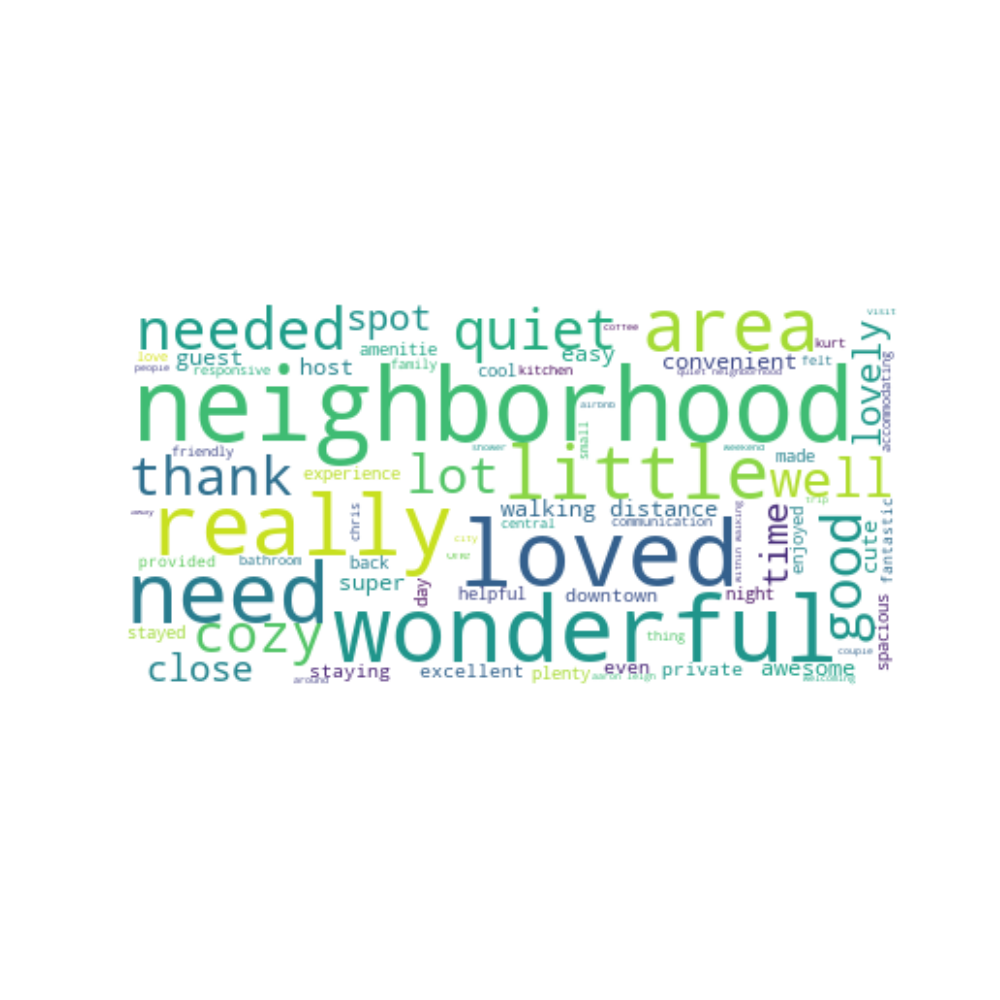 visit
needed
spot
quiet
coffee
area
kurt
lovely
accommodating
love
guest
amenitie
easy
convenient
felt
people
responsive
host
family
cool
kitchen
quiet neighborhood
neighborhood
airbnb
small
friendly
shower
weekend
made
thank
experience
lot
little
well
away
really
chris
walking distance
central
communication
within walking
time
enjoyed
trip
good
cute
fantastic
city
loved
provided
bathroom
back
super
day
helpful
downtown
night
need
cozy
wonderful
stayed
thing
couple
spacious
close
around
staying
excellent
plenty
aaron leigh
even
private
awesome
welcoming